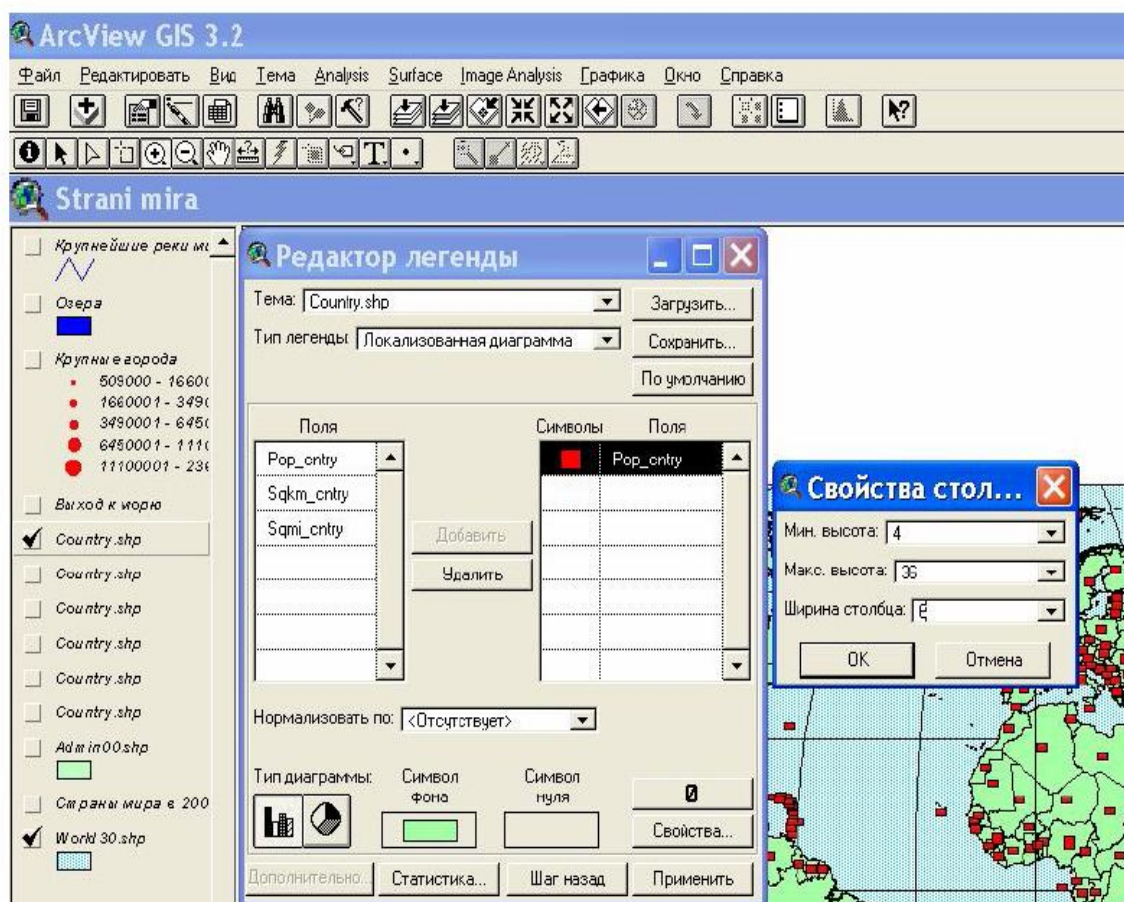 ArcView GIS 3.2
Файл Редактировать Вид Тема Analysis Surface Image Analysis Графика Окно Справка
Strani mira
Крупнейшие реки ми
Озера
Крупные города
509000 - 16600
1660001 - 3490
3490001 - 6450
6450001 - 1110
11100001 - 236
Выход к морю
Country.shp
Country.shp
Country.shp
Country.shp
Country.shp
Country.shp
Admin00.shp
Страны мира в 200
World 30.shp
Редактор легенды
Тема: Country.shp
Загрузить...
Тип легенды: Локализованная диаграмма
Сохранить...
По умолчанию
Поля
Символы Поля
Pop_cntry
Sqkm_cntry
Sqmi_cntry
Pop_cntry
Добавить
Удалить
Нормализовать по: <Отсутствует>
Тип диаграммы:
Символ фона
Символ нуля
Свойства...
Дополнительно...
Статистика...
Шаг назад
Применить
Свойства стол...
Мин. высота: 4
Макс. высота: 36
Ширина столбца:
OK
Отмена